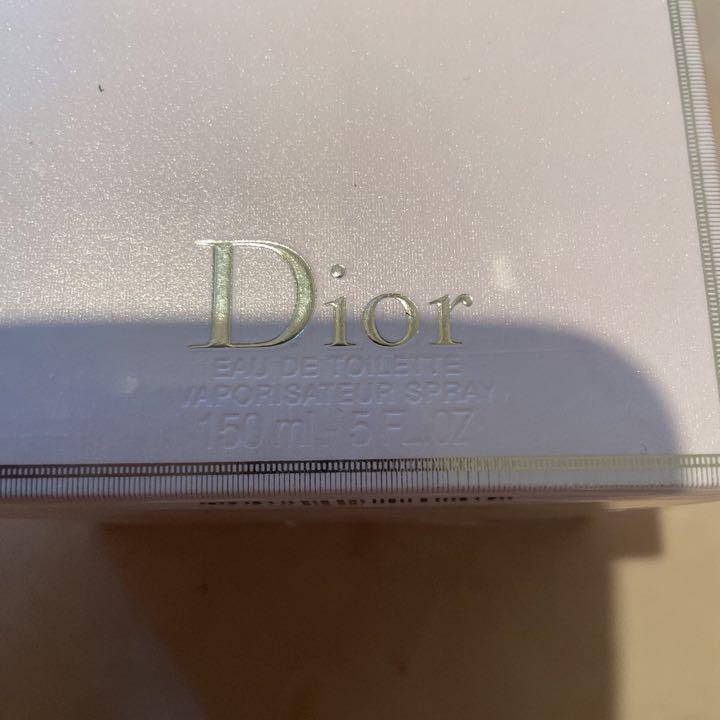 Dior
EAU DE TOILETTE
VAPORISATEUR SPRAY
150 ml 5 FL.OZ